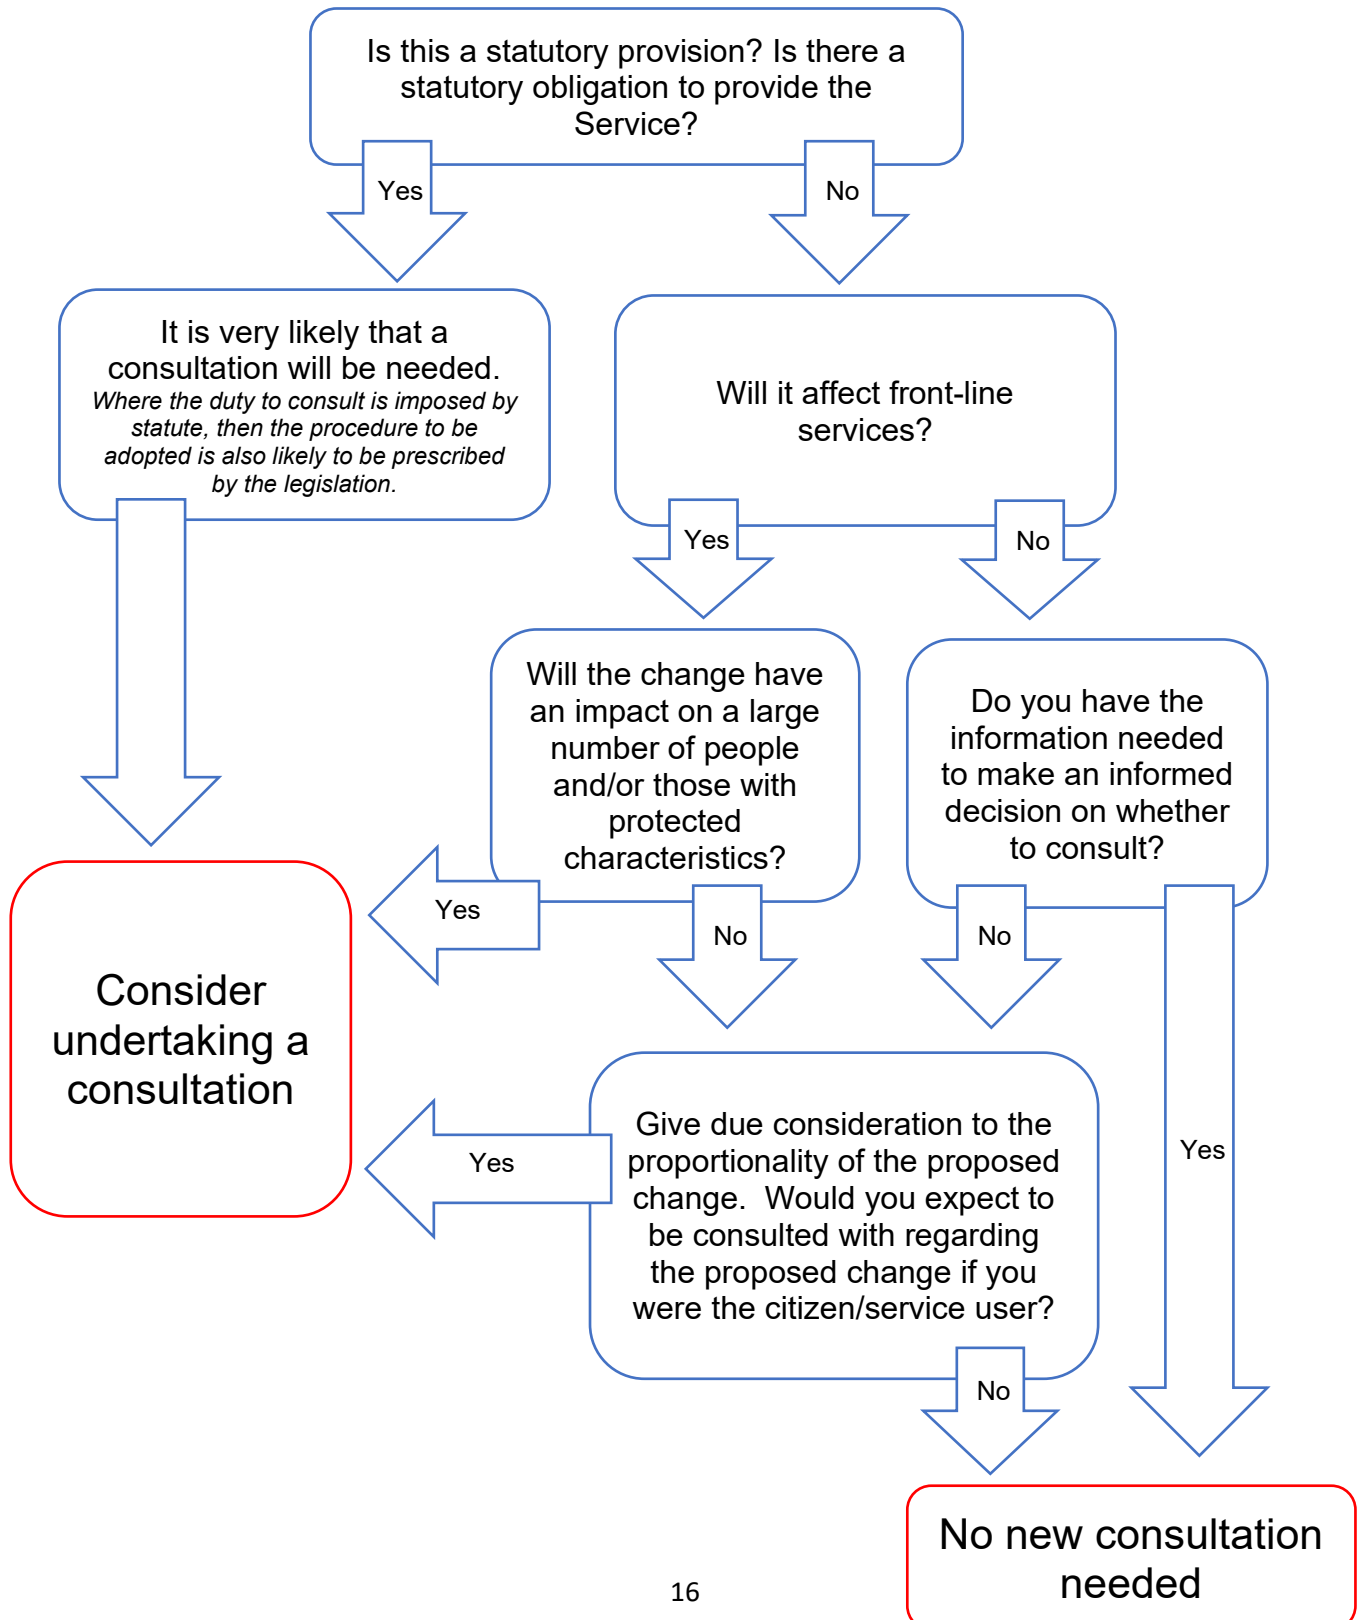 Is this a statutory provision? Is there a
statutory obligation to provide the
Service?
Yes
No
It is very likely that a
consultation will be needed.
Where the duty to consult is imposed by
statute, then the procedure to be
adopted is also likely to be prescribed
by the legislation.
Will it affect front-line
services?
Yes
No
Will the change have
an impact on a large
number of people
and/or those with
protected
characteristics?
Do you have the
information needed
to make an informed
decision on whether
to consult?
Yes
No
No
Consider
undertaking a
consultation
Give due consideration to the
proportionality of the proposed
change.  Would you expect to
be consulted with regarding
the proposed change if you
were the citizen/service user?
Yes
Yes
No
No new consultation
needed
16